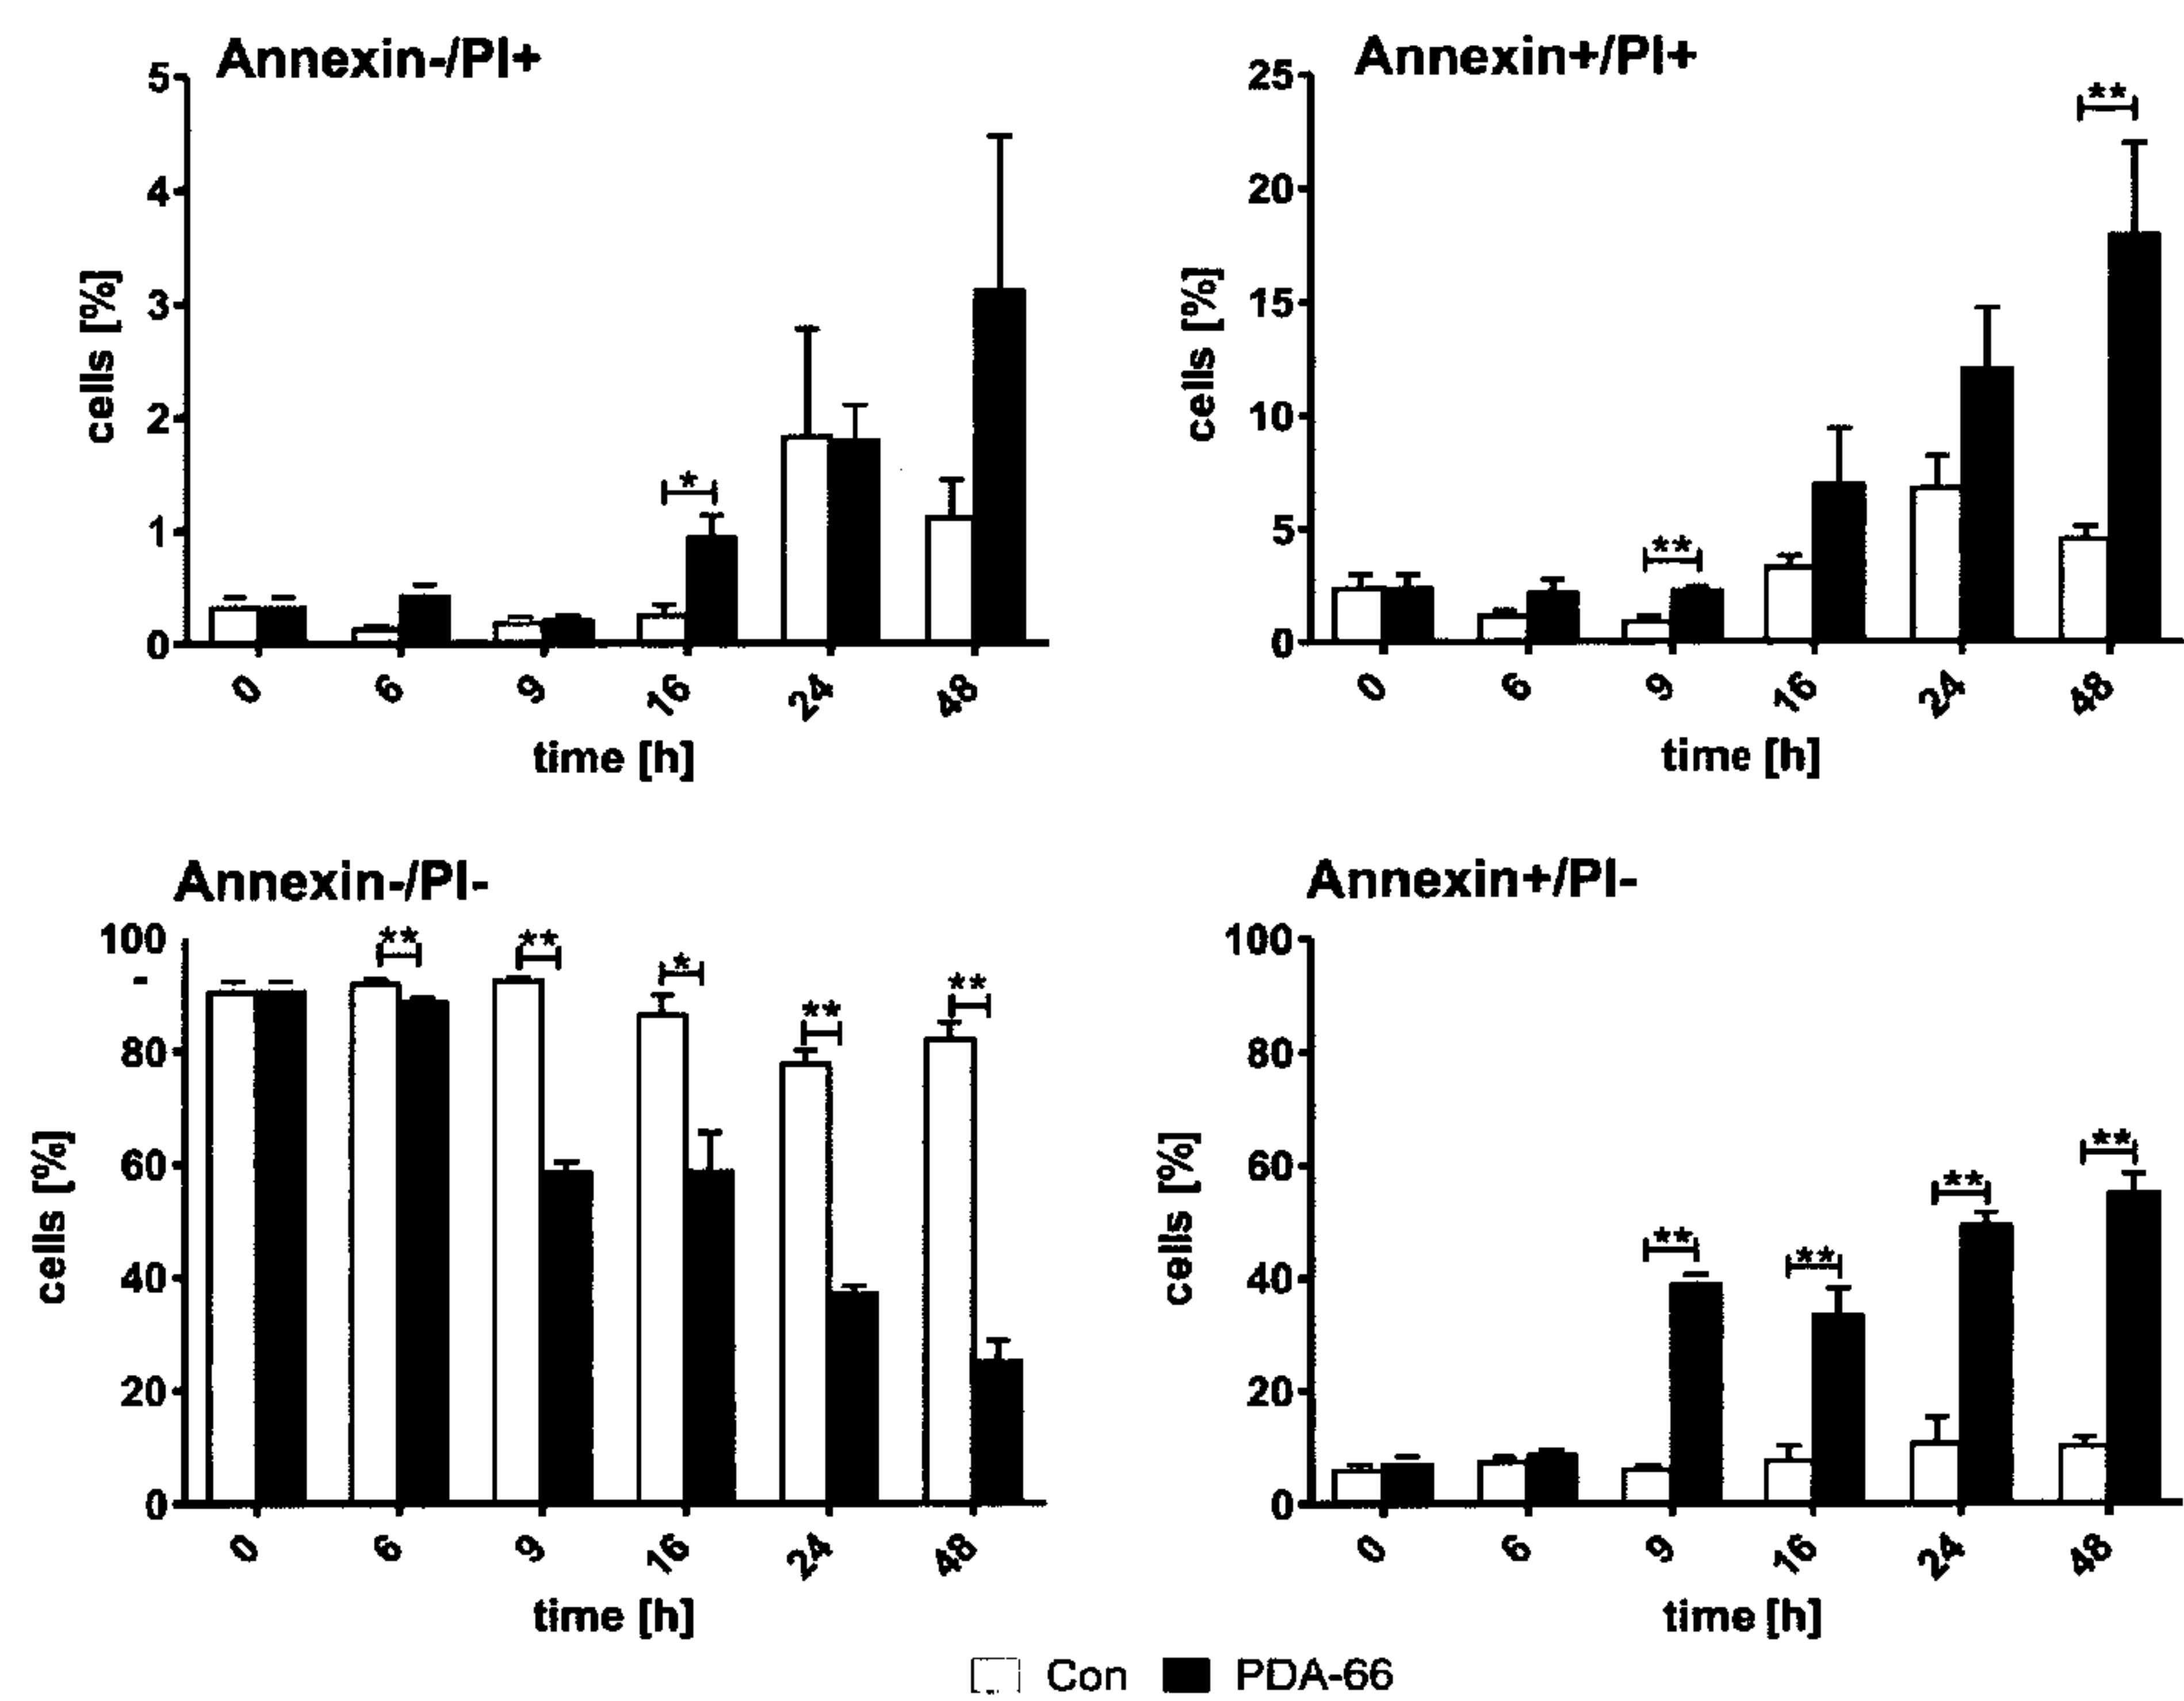 Annexin-/PI+
5
4
3
2
1
0
cells [%]
*
0 6 9 16 24 48
time [h]
Annexin+/PI+
25
20
15
10
5
0
cells [%]
** **
0 6 9 16 24 48
time [h]
Annexin-/PI-
100
-
80
60
40
20
0
cells [%]
** ** * ** **
0 6 9 16 24 48
time [h]
Annexin+/PI-
100
80
60
40
20
0
cells [%]
** ** ** **
0 6 9 16 24 48
time [h]
Con PDA-66